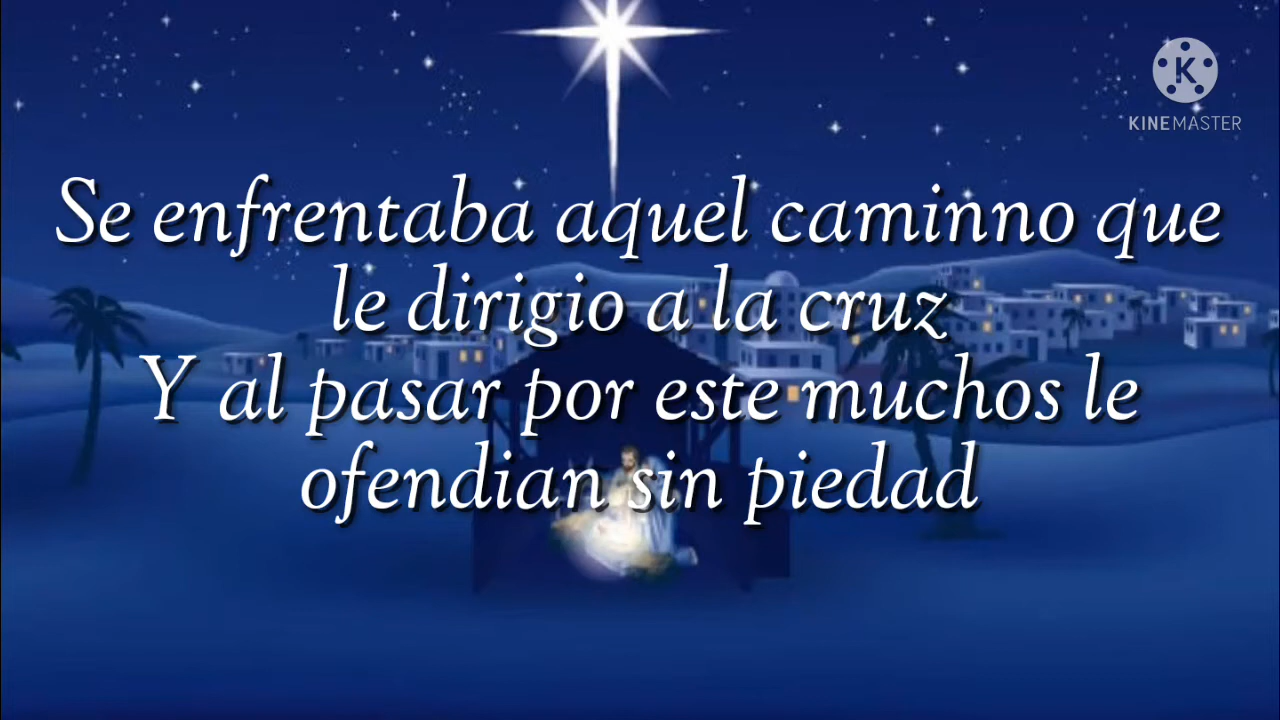 KINEMASTER
Se enfrentaba aquel caminno que
le dirigio a la cruz
Y al pasar por este muchos le
ofendian sin piedad